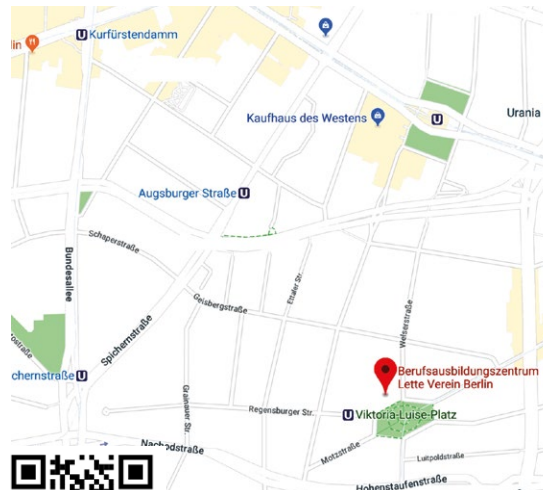 Kurfürstendamm
lin
Kaufhaus des Westens
Urania
Augsburger Straße
Schaperstraße
Bundesallee
Geisbergstraße
Ettaler Str.
Welserstraße
Spichernstraße
chernstraße
Berufsausbildungszentrum
Lette Verein Berlin
Grainauer Str.
Regensburger Str.
Viktoria-Luise-Platz
Nachodstraße
Motzstraße
Luitpoldstraße
Hohenstaufenstraße